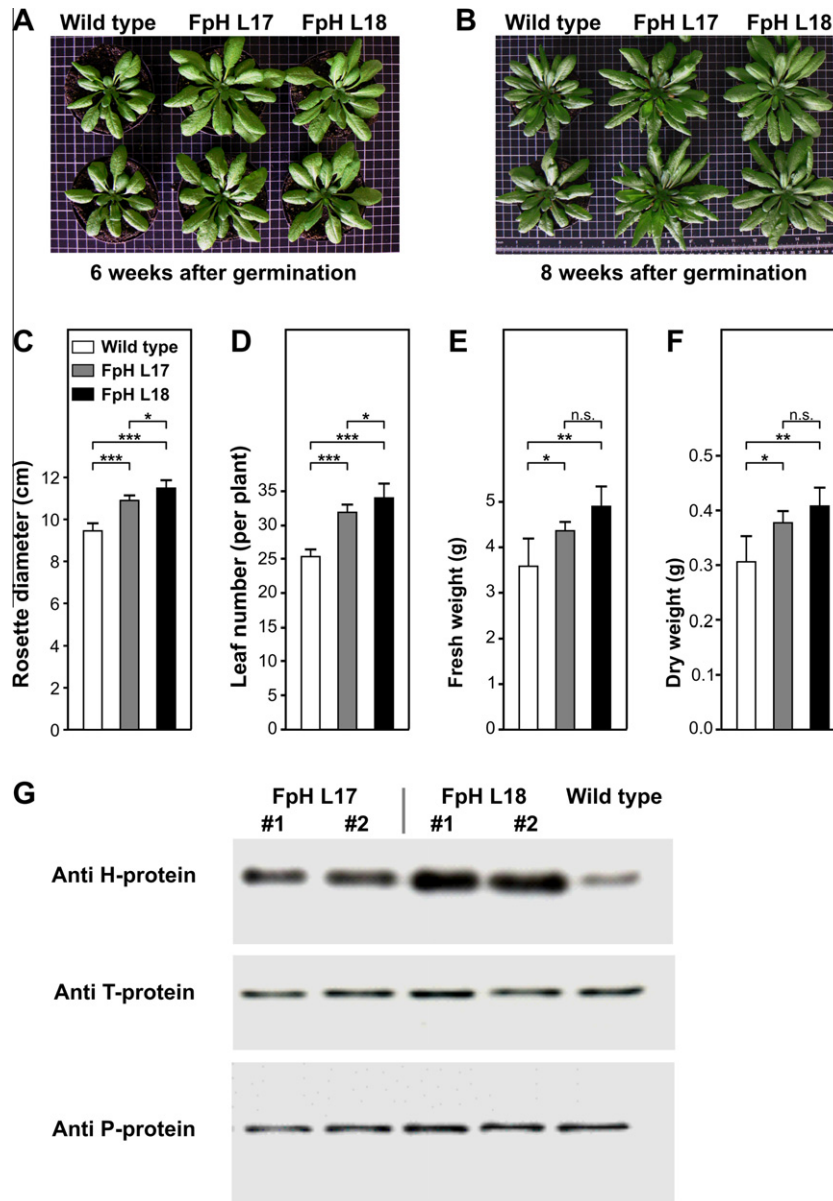 A Wild type FpH L17 FpH L18
B Wild type FpH L17 FpH L18
6 weeks after germination
8 weeks after germination
C
Wild type
FpH L17
FpH L18
*
***
***
Rosette diameter (cm)
12
10
8
6
4
2
0
D
*
***
***
Leaf number (per plant)
35
30
25
20
15
10
5
0
E
n.s.
**
*
Fresh weight (g)
5
4
3
2
1
0
F
n.s.
**
*
Dry weight (g)
0.5
0.4
0.3
0.2
0.1
0.0
G
FpH L17 FpH L18 Wild type
#1 #2 #1 #2
Anti H-protein
Anti T-protein
Anti P-protein